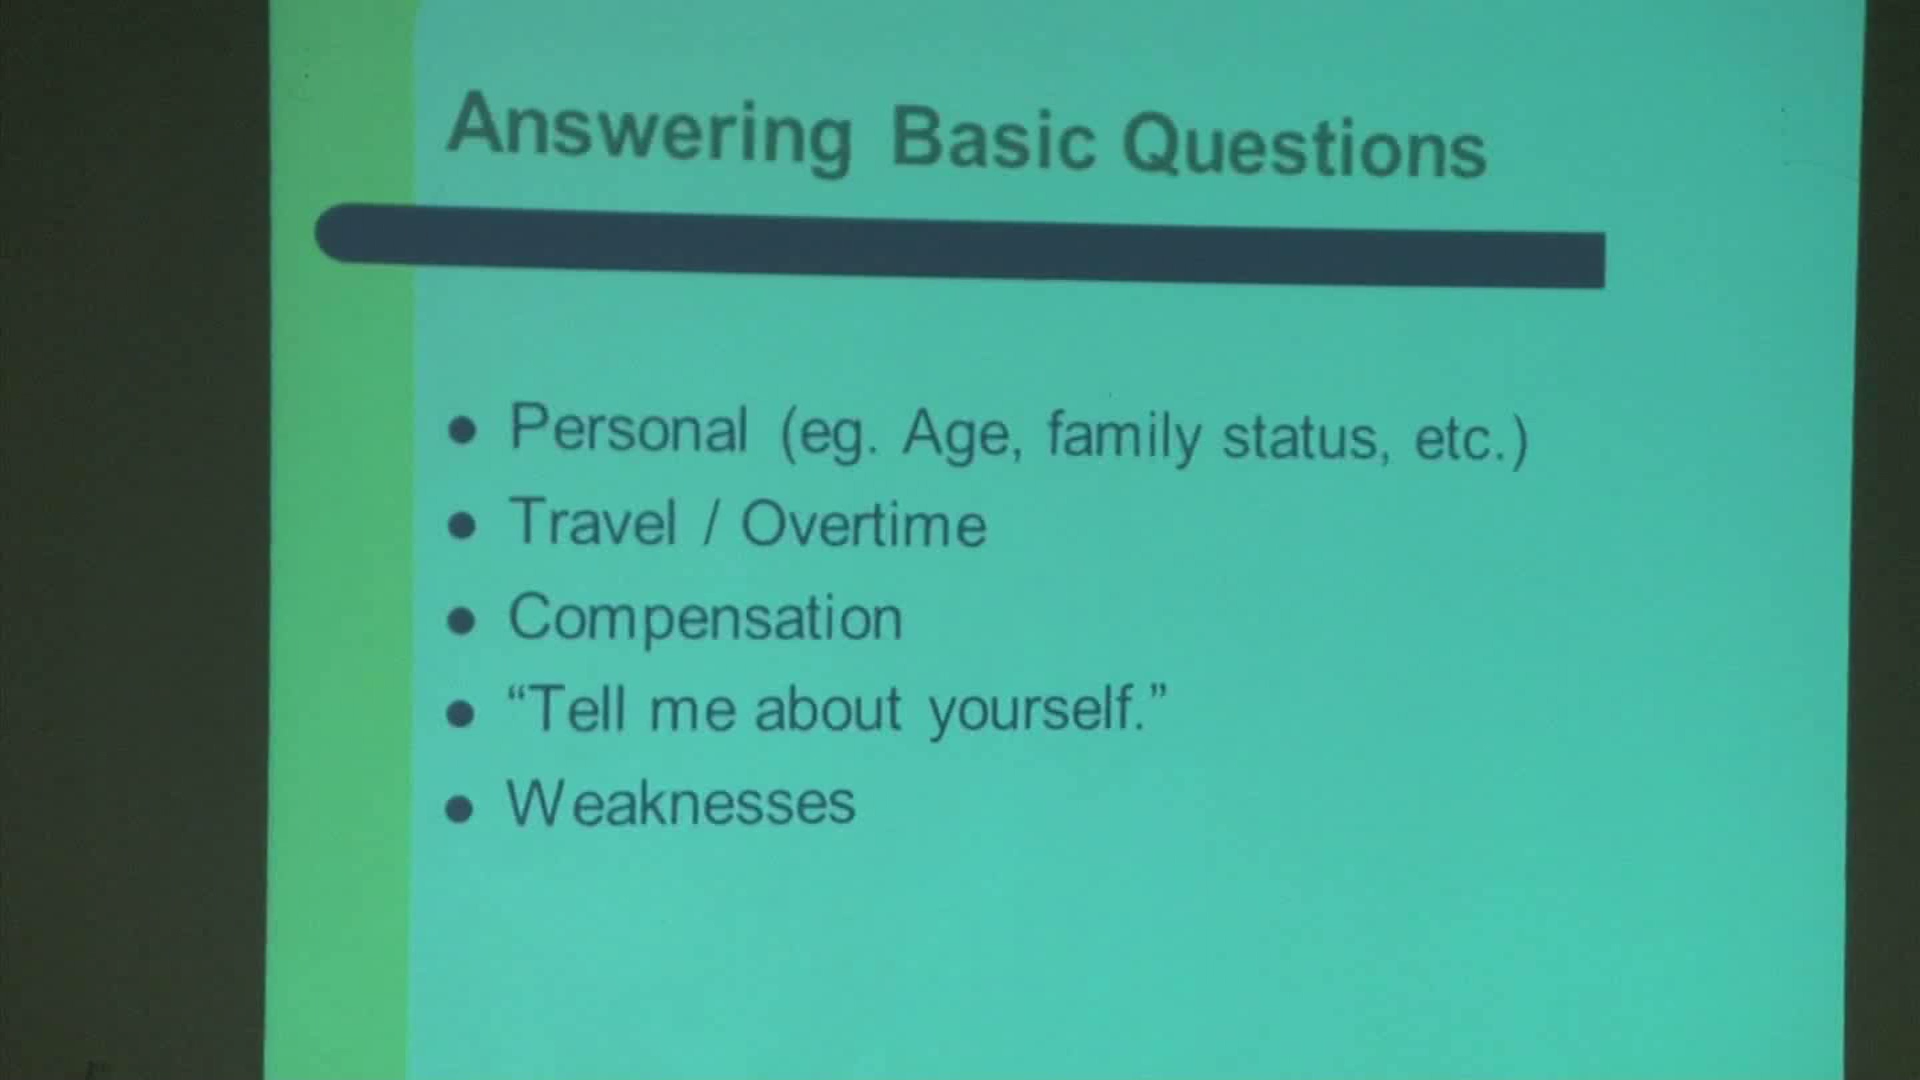 Answering Basic Questions
● Personal (eg. Age, family status, etc.)
● Travel / Overtime
● Compensation
● “Tell me about yourself.”
● Weaknesses